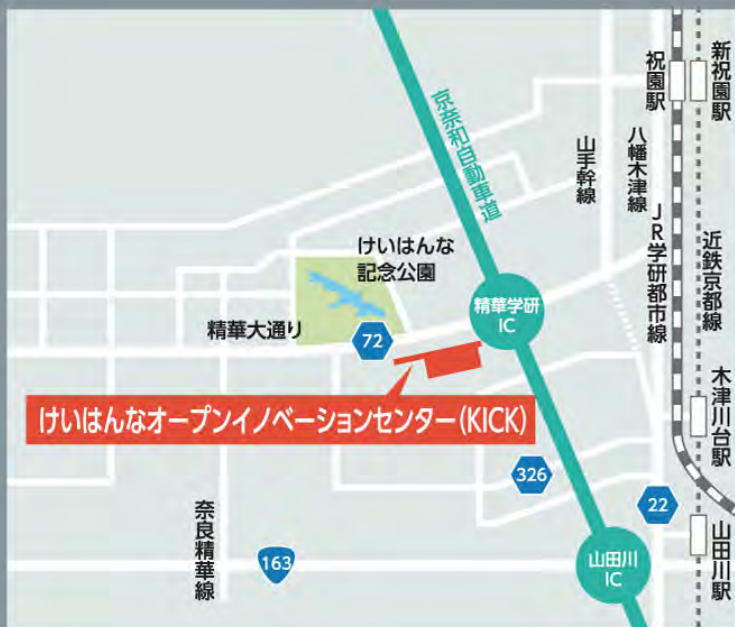 新祝園駅
祝園駅
京奈和自動車道
八幡木津線
山手幹線
JR学研都市線
近鉄京都線
けいはんな
記念公園
精華学研
IC
精華大通り
72
木津川台駅
けいはんなオープンイノベーションセンター(KICK)
326
22
奈良精華線
山田川駅
163
山田川
IC